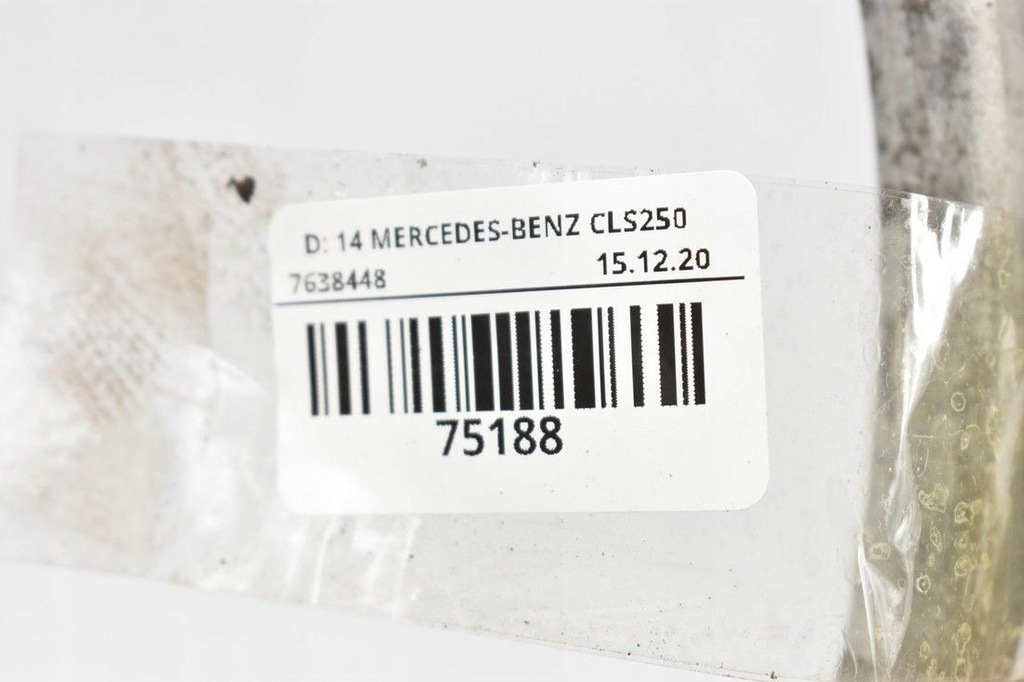 D: 14 MERCEDES-BENZ CLS250
7638448 15.12.20
75188